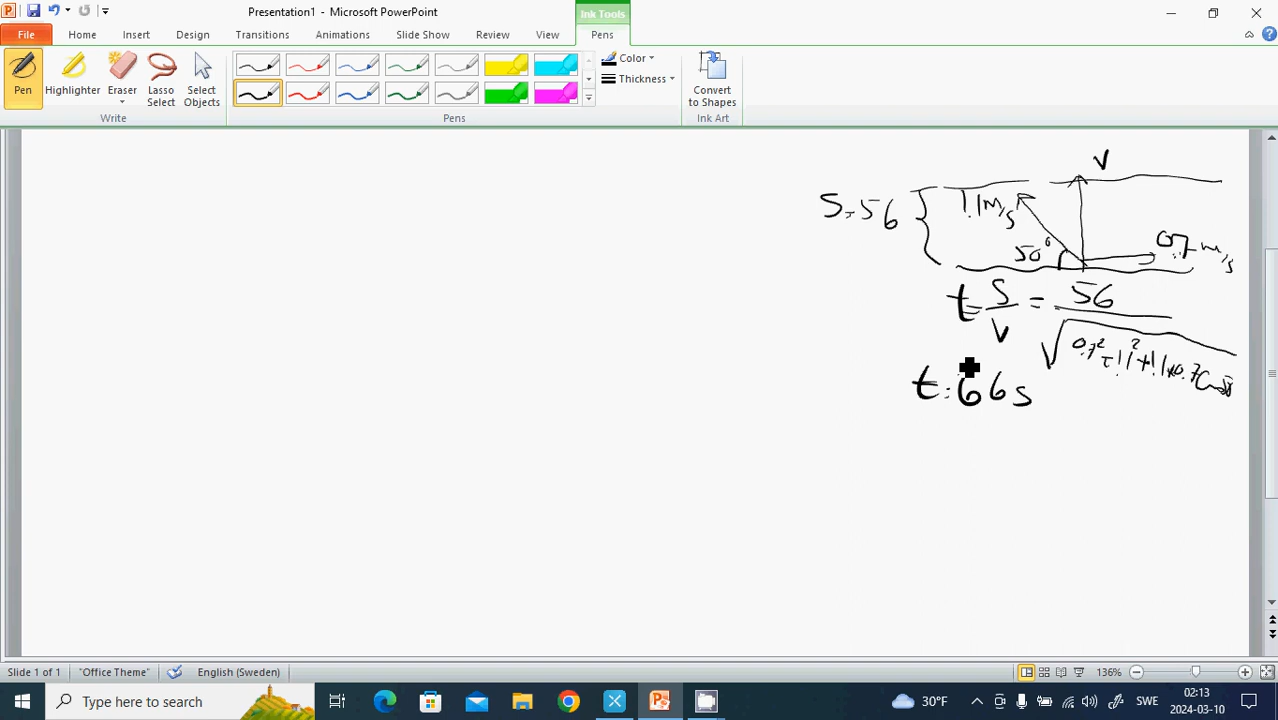 Presentation1 - Microsoft PowerPoint
Ink Tools
File Home Insert Design Transitions Animations Slide Show Review View Pens
Pen Highlighter Eraser Lasso Select Select Objects
Color
Thickness
Convert to Shapes
Write Pens Ink Art
V
S=56
1.1m/s
50°
0.7 m/s
t=S/V = 56
t=66s
Slide 1 of 1 "Office Theme" English (Sweden) 136%
Type here to search
30°F
SWE
02:13
2024-03-10